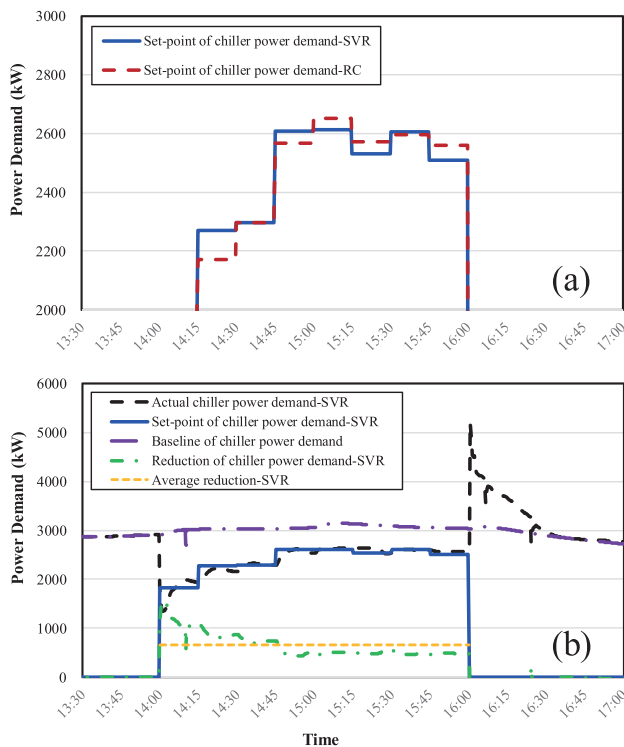 3000
Set-point of chiller power demand-SVR
Set-point of chiller power demand-RC
2800
2600
2400
2200
2000
Power Demand (kW)
(a)
13:30 13:45 14:00 14:15 14:30 14:45 15:00 15:15 15:30 15:45 16:00 16:15 16:30 16:45 17:00
6000
Actual chiller power demand-SVR
Set-point of chiller power demand-SVR
Baseline of chiller power demand
Reduction of chiller power demand-SVR
Average reduction-SVR
5000
4000
3000
2000
1000
0
Power Demand (kW)
(b)
13:30 13:45 14:00 14:15 14:30 14:45 15:00 15:15 15:30 15:45 16:00 16:15 16:30 16:45 17:00
Time